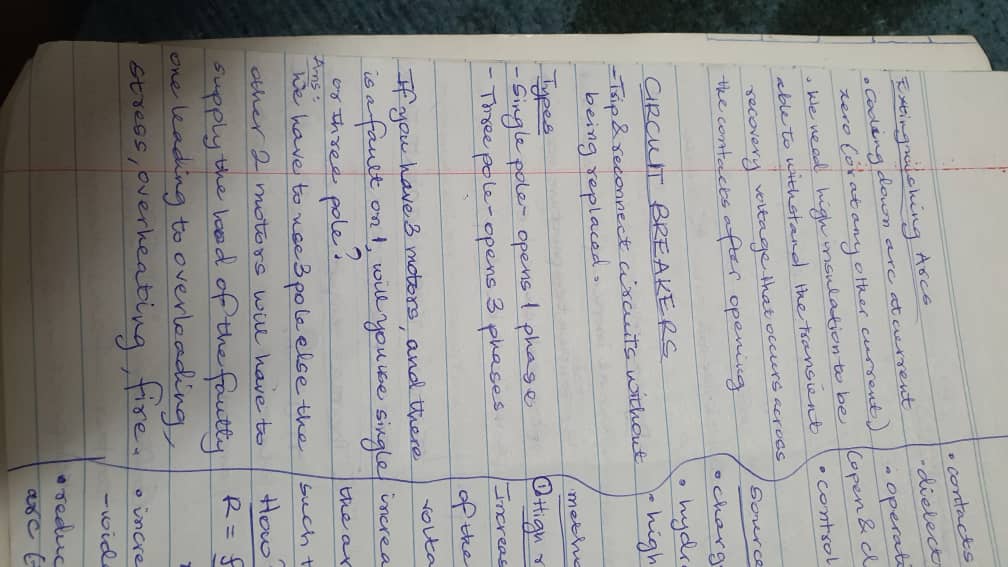 Extinguishing Arcs
• Cooling down arc at current
zero (or at any other current)
• We need high insulation to be
able to withstand the transient
recovery voltage that occurs across
the contacts after opening
CIRCUIT BREAKERS
- Trip & reconnect circuits without
being replaced.
Types
- Single pole - opens 1 phase
- Three pole - opens 3 phases
If you have 3 motors, and there
is a fault on 1, will you use single
or three pole?
Ans:
We have to use 3 pole else the
other 2 motors will have to
supply the load of the faulty
one leading to overloading,
stress, overheating, fire.
• contacts
• dielect
• operati
(open & cl
• control
Source
• charg
• hydr
• high
metho
① High r
Increas
of the
volta
increa
the ar
such t
How?
R = f
• incre
- wid
• reduc
arc (